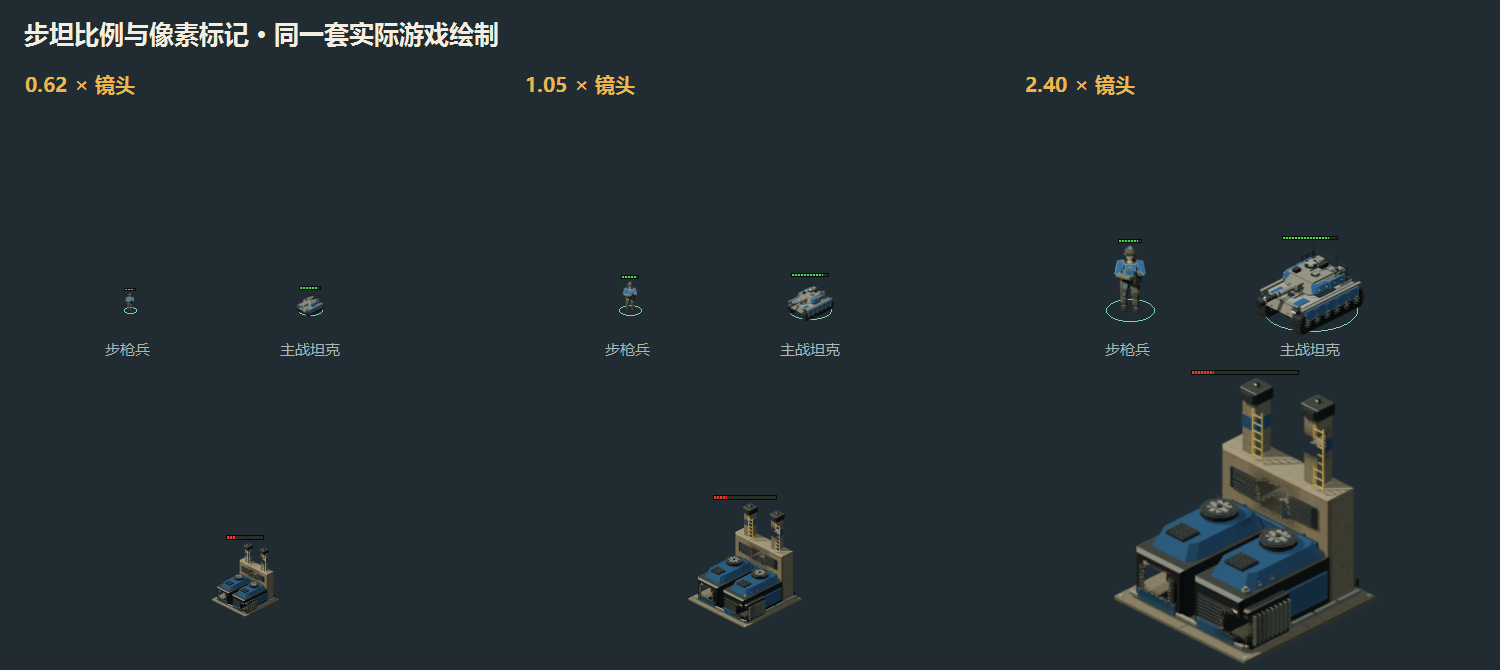 步坦比例与像素标记 • 同一套实际游戏绘制
0.62 × 镜头
1.05 × 镜头
2.40 × 镜头
步枪兵
主战坦克
步枪兵
主战坦克
步枪兵
主战坦克